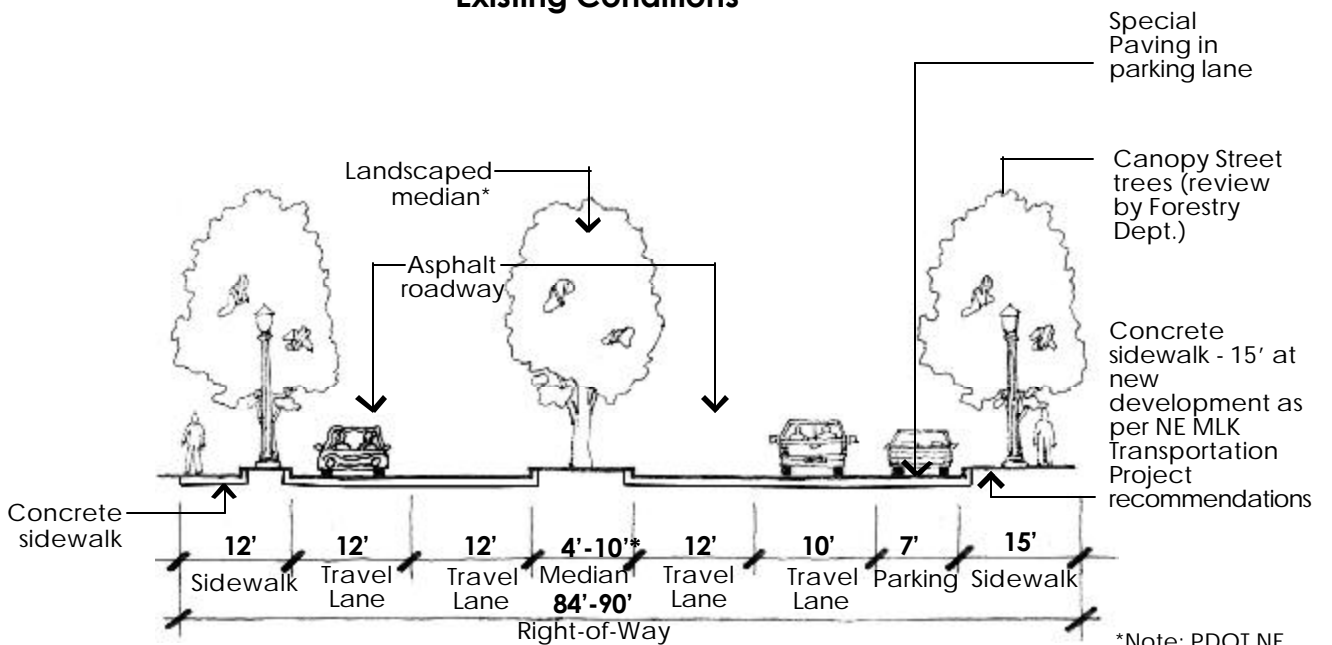 Existing Conditions
Special
Paving in
parking lane
Landscaped
median*
Canopy Street
trees (review
by Forestry
Dept.)
Asphalt
roadway
Concrete
sidewalk - 15' at
new
development as
per NE MLK
Transportation
Project
recommendations
Concrete
sidewalk
12' 12' 12' 4'-10'* 12' 10' 7' 15'
Sidewalk Travel Lane Travel Lane Median Travel Lane Travel Lane Parking Sidewalk
84'-90'
Right-of-Way
*Note: PDOT NE